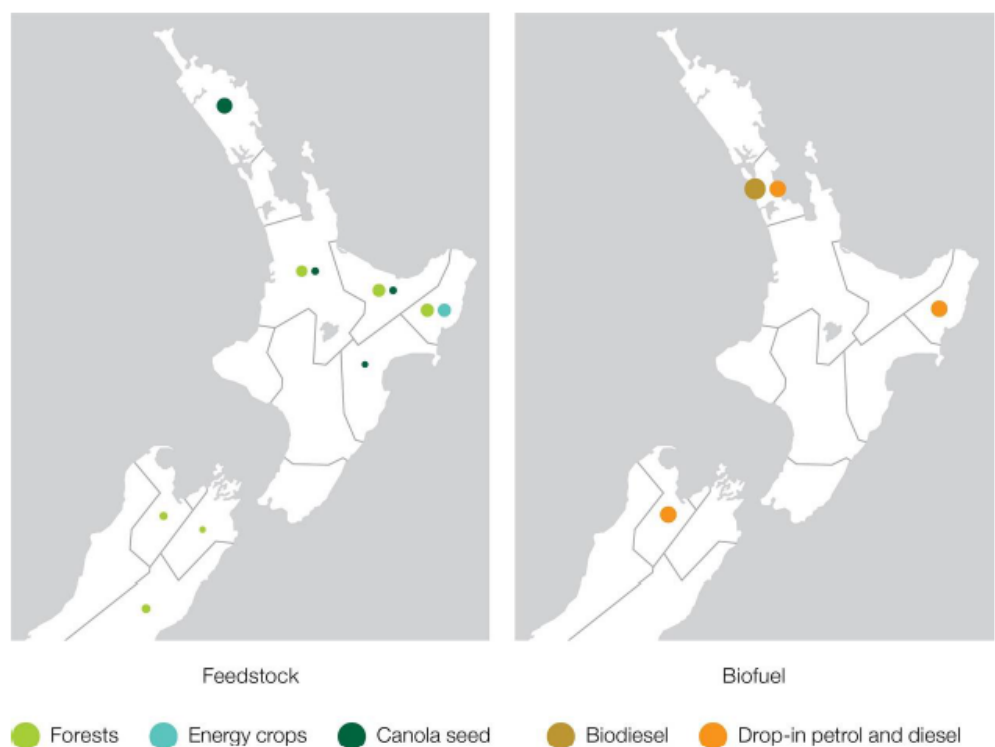 Feedstock
Biofuel
Forests
Energy crops
Canola seed
Biodiesel
Drop-in petrol and diesel